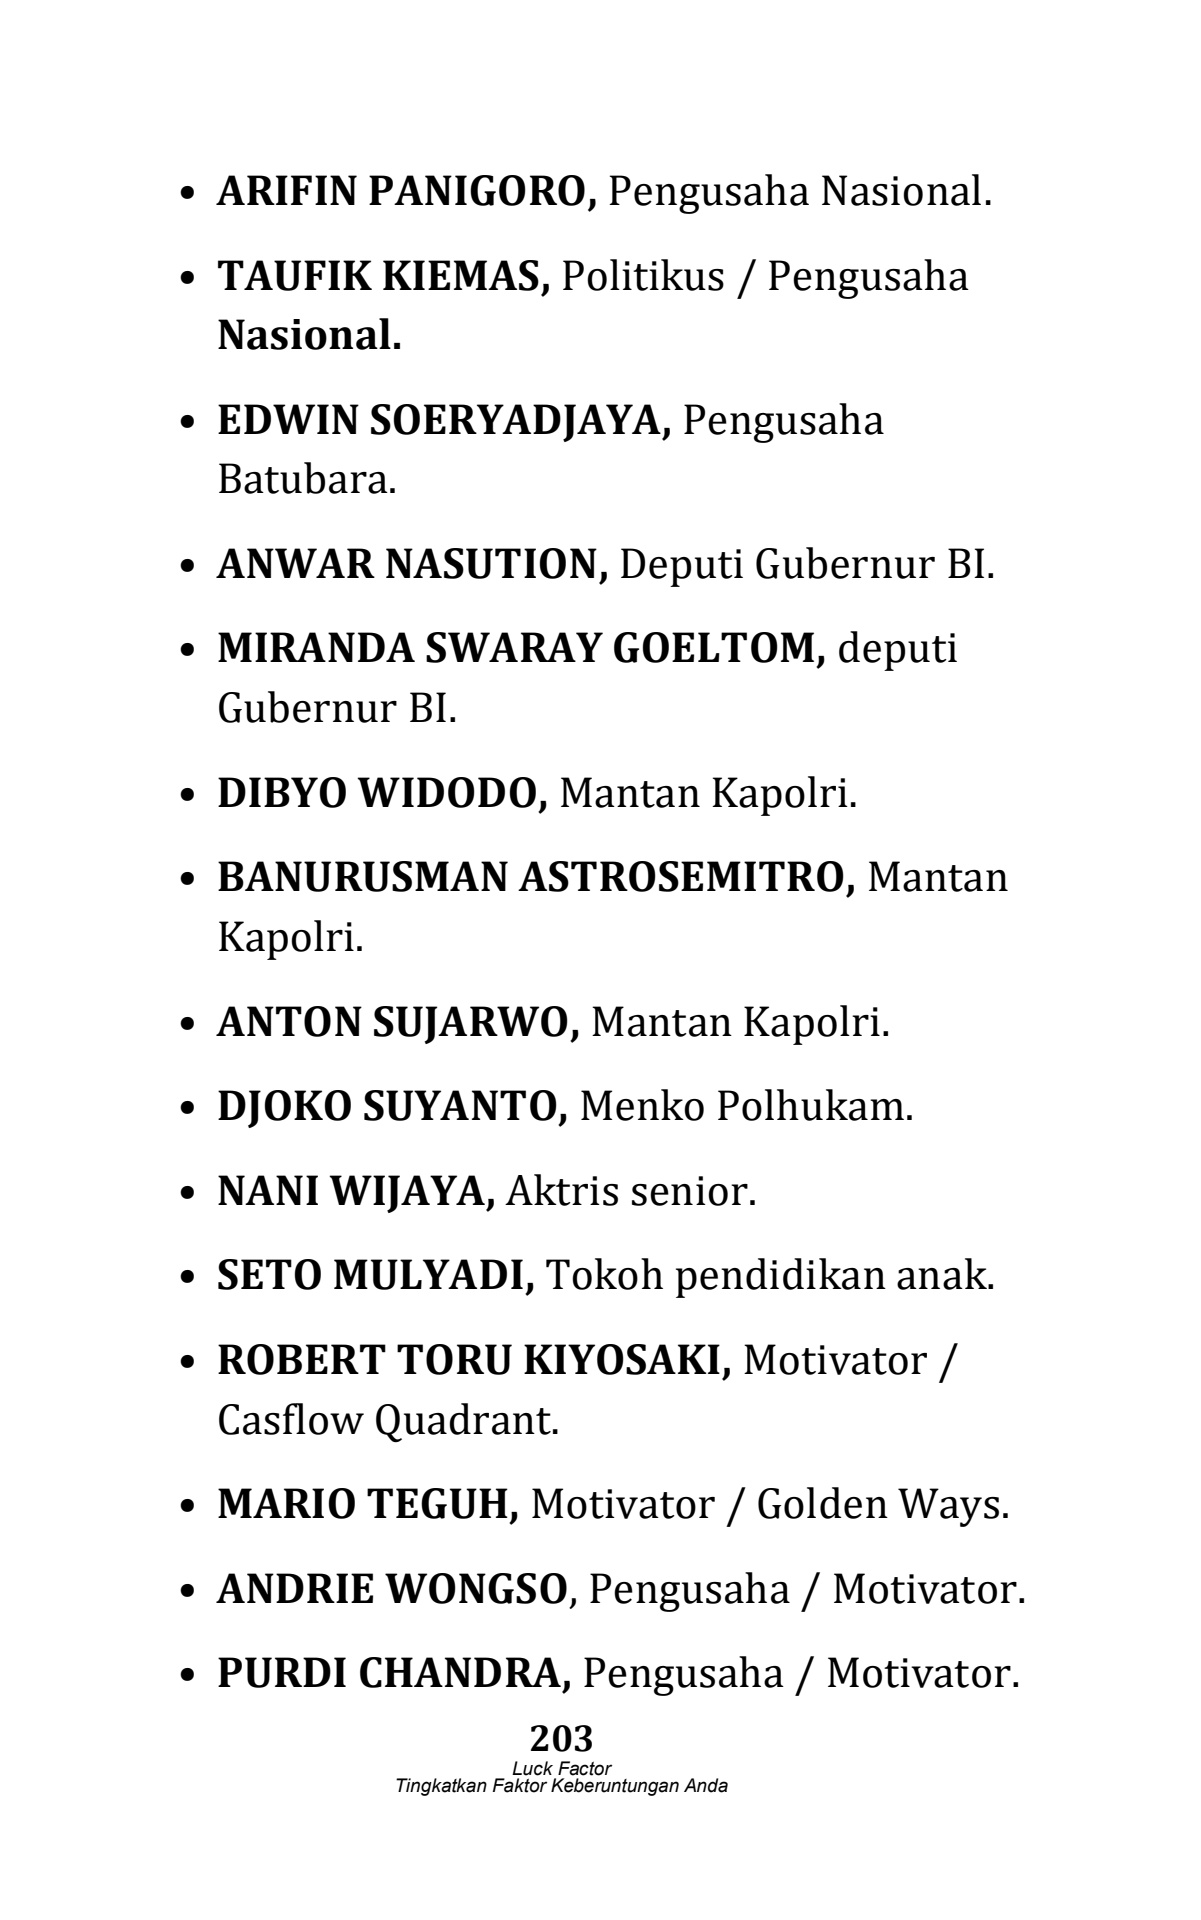 • ARIFIN PANIGORO, Pengusaha Nasional.
• TAUFIK KIEMAS, Politikus / Pengusaha
Nasional.
• EDWIN SOERYADJAYA, Pengusaha
Batubara.
• ANWAR NASUTION, Deputi Gubernur BI.
• MIRANDA SWARAY GOELTOM, deputi
Gubernur BI.
• DIBYO WIDODO, Mantan Kapolri.
• BANURUSMAN ASTROSEMITRO, Mantan
Kapolri.
• ANTON SUJARWO, Mantan Kapolri.
• DJOKO SUYANTO, Menko Polhukam.
• NANI WIJAYA, Aktris senior.
• SETO MULYADI, Tokoh pendidikan anak.
• ROBERT TORU KIYOSAKI, Motivator /
Casflow Quadrant.
• MARIO TEGUH, Motivator / Golden Ways.
• ANDRIE WONGSO, Pengusaha / Motivator.
• PURDI CHANDRA, Pengusaha / Motivator.
203
Luck Factor
Tingkatkan Faktor Keberuntungan Anda